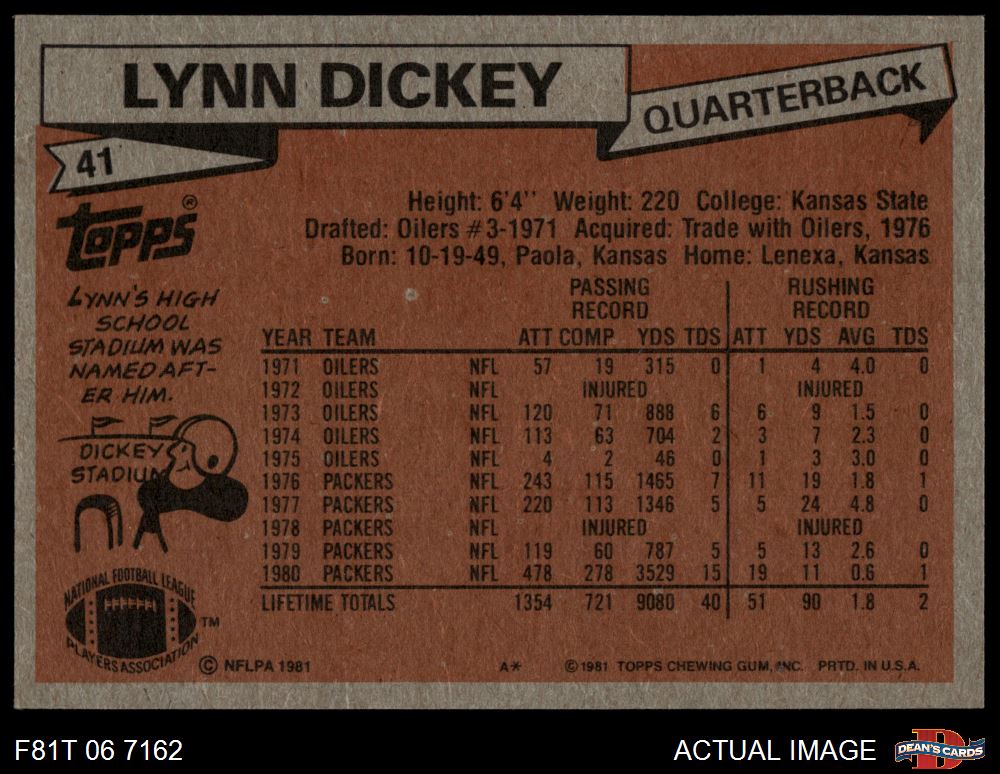 LYNN DICKEY
QUARTERBACK
41
TOPPS®
Height: 6'4'' Weight: 220 College: Kansas State
Drafted: Oilers #3-1971 Acquired: Trade with Oilers, 1976
Born: 10-19-49, Paola, Kansas Home: Lenexa, Kansas
LYNN'S HIGH
SCHOOL
STADIUM WAS
NAMED AFT-
ER HIM.
DICKEY
STADIUM
PASSING RUSHING
RECORD RECORD
YEAR TEAM ATT COMP YDS TDS ATT YDS AVG TDS
1971 OILERS NFL 57 19 315 0 1 4 4.0 0
1972 OILERS NFL INJURED INJURED
1973 OILERS NFL 120 71 888 6 6 9 1.5 0
1974 OILERS NFL 113 63 704 2 3 7 2.3 0
1975 OILERS NFL 4 2 46 0 1 3 3.0 0
1976 PACKERS NFL 243 115 1465 7 11 19 1.8 1
1977 PACKERS NFL 220 113 1346 5 5 24 4.8 0
1978 PACKERS NFL INJURED INJURED
1979 PACKERS NFL 119 60 787 5 5 13 2.6 0
1980 PACKERS NFL 478 278 3529 15 19 11 0.6 1
LIFETIME TOTALS 1354 721 9080 40 51 90 1.8 2
NATIONAL FOOTBALL LEAGUE
PLAYERS ASSOCIATION TM
© NFLPA 1981 A* ©1981 TOPPS CHEWING GUM, INC. PRTD. IN U.S.A.
F81T 06 7162 ACTUAL IMAGE DEAN'S CARDS